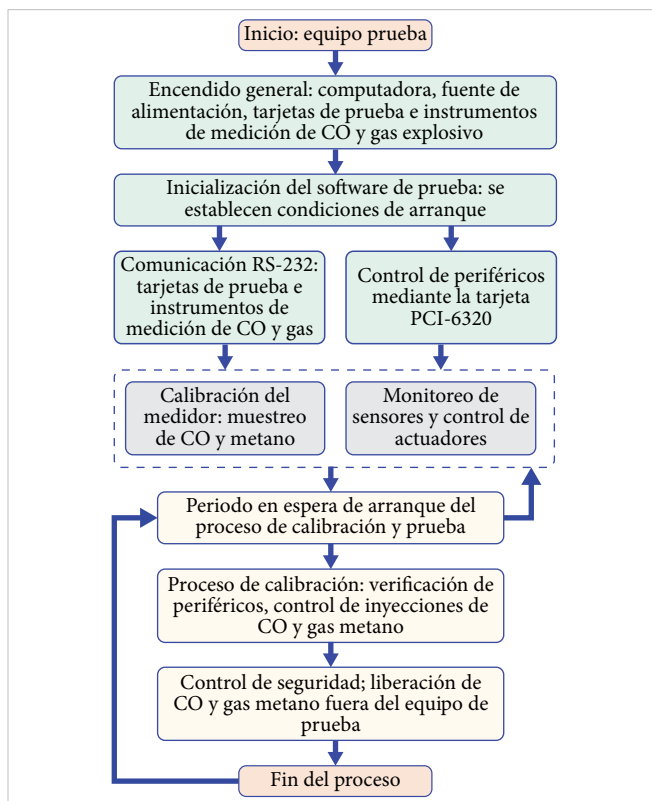 Inicio: equipo prueba
Encendido general: computadora, fuente de
alimentación, tarjetas de prueba e instrumentos
de medición de CO y gas explosivo
Inicialización del software de prueba: se
establecen condiciones de arranque
Comunicación RS-232:
tarjetas de prueba e
instrumentos de
medición de CO y gas
Control de periféricos
mediante la tarjeta
PCI-6320
Calibración del
medidor: muestreo
de CO y metano
Monitoreo de
sensores y control de
actuadores
Periodo en espera de arranque del
proceso de calibración y prueba
Proceso de calibración: verificación de
periféricos, control de inyecciones de
CO y gas metano
Control de seguridad; liberación de
CO y gas metano fuera del equipo de
prueba
Fin del proceso